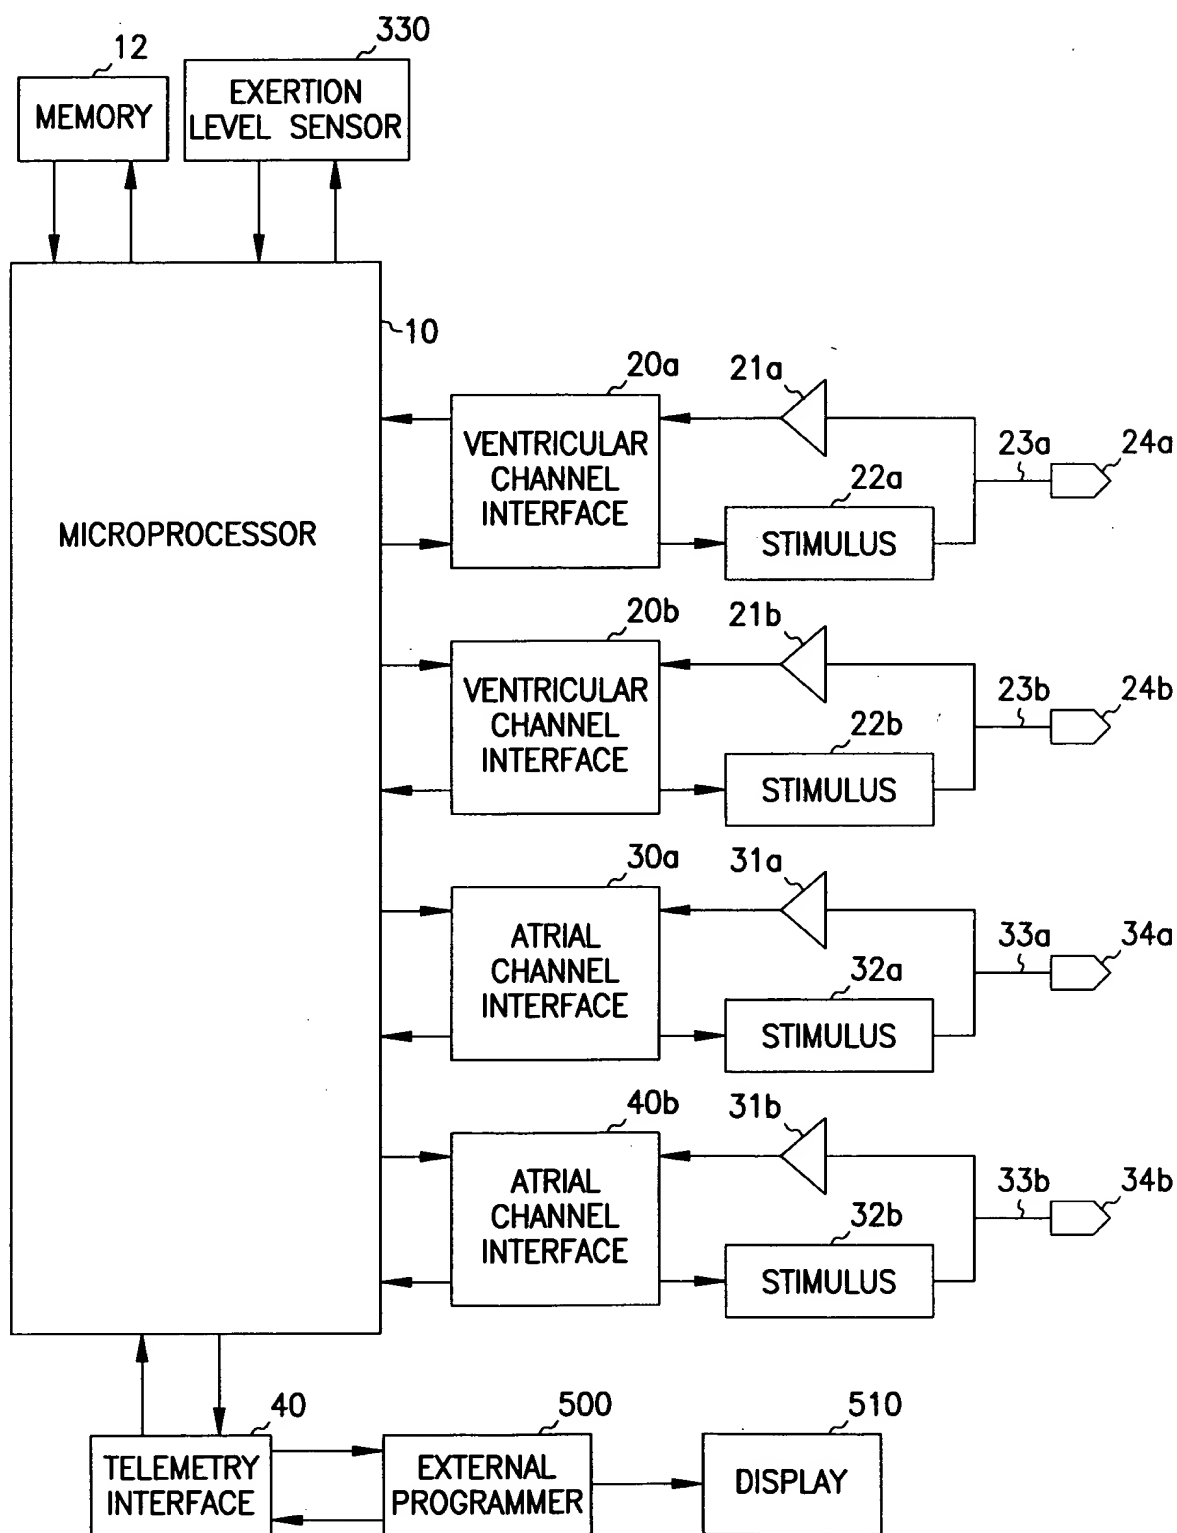 12
330
MEMORY
EXERTION
LEVEL SENSOR
10
MICROPROCESSOR
20a
21a
VENTRICULAR
CHANNEL
INTERFACE
22a
STIMULUS
23a
24a
20b
21b
VENTRICULAR
CHANNEL
INTERFACE
22b
STIMULUS
23b
24b
30a
31a
ATRIAL
CHANNEL
INTERFACE
32a
STIMULUS
33a
34a
40b
31b
ATRIAL
CHANNEL
INTERFACE
32b
STIMULUS
33b
34b
40
TELEMETRY
INTERFACE
500
EXTERNAL
PROGRAMMER
510
DISPLAY